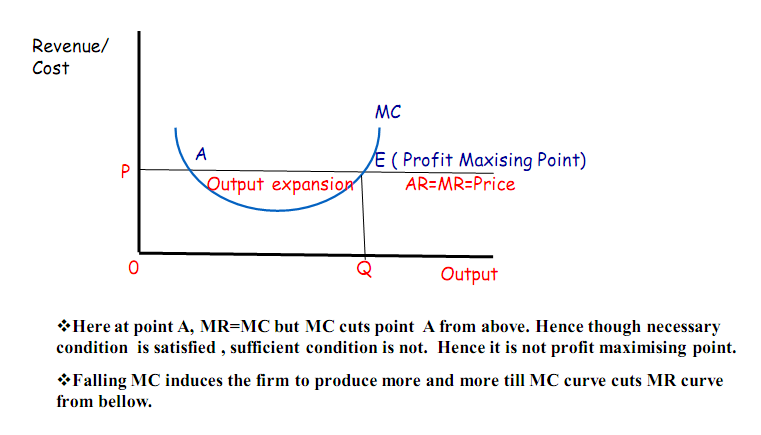 Revenue/
Cost
MC
A
E ( Profit Maxising Point)
P
Output expansion
AR=MR=Price
0
Q
Output
❖Here at point A, MR=MC but MC cuts point A from above. Hence though necessary
condition is satisfied , sufficient condition is not. Hence it is not profit maximising point.
❖Falling MC induces the firm to produce more and more till MC curve cuts MR curve
from bellow.